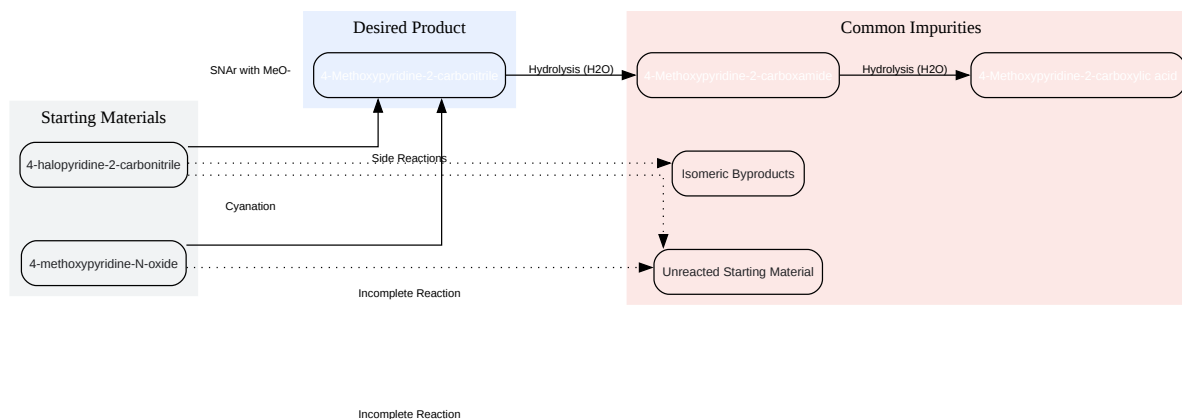 Desired Product
Common Impurities
SNAr with MeO-
4-Methoxypyridine-2-carbonitrile
Hydrolysis (H2O)
4-Methoxypyridine-2-carboxamide
Hydrolysis (H2O)
4-Methoxypyridine-2-carboxylic acid
Starting Materials
4-halopyridine-2-carbonitrile
Side Reactions
Isomeric Byproducts
Cyanation
4-methoxypyridine-N-oxide
Unreacted Starting Material
Incomplete Reaction
Incomplete Reaction